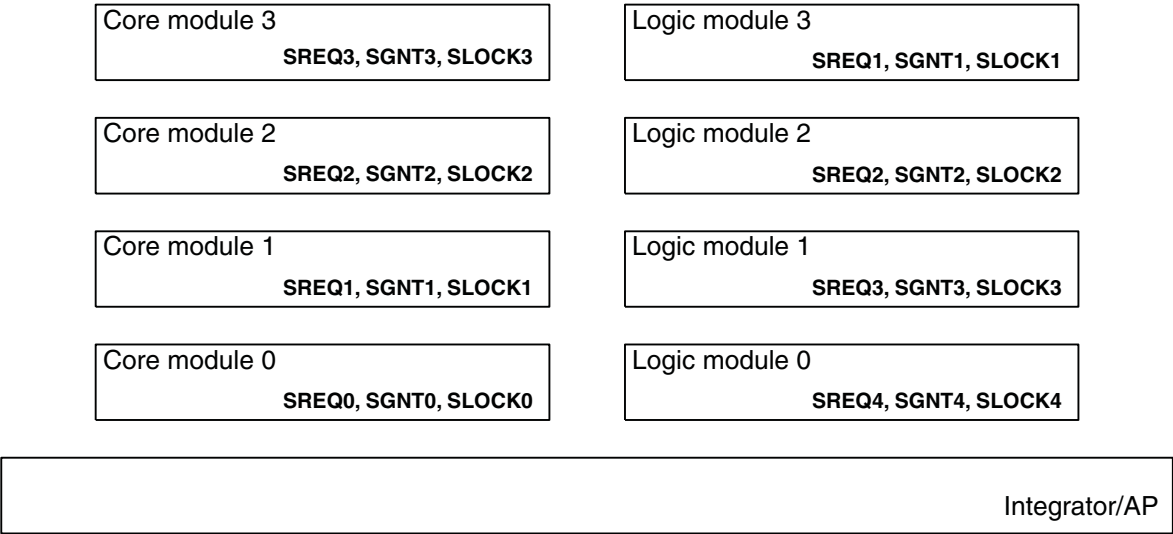 Core module 3
SREQ3, SGNT3, SLOCK3
Logic module 3
SREQ1, SGNT1, SLOCK1
Core module 2
SREQ2, SGNT2, SLOCK2
Logic module 2
SREQ2, SGNT2, SLOCK2
Core module 1
SREQ1, SGNT1, SLOCK1
Logic module 1
SREQ3, SGNT3, SLOCK3
Core module 0
SREQ0, SGNT0, SLOCK0
Logic module 0
SREQ4, SGNT4, SLOCK4
Integrator/AP